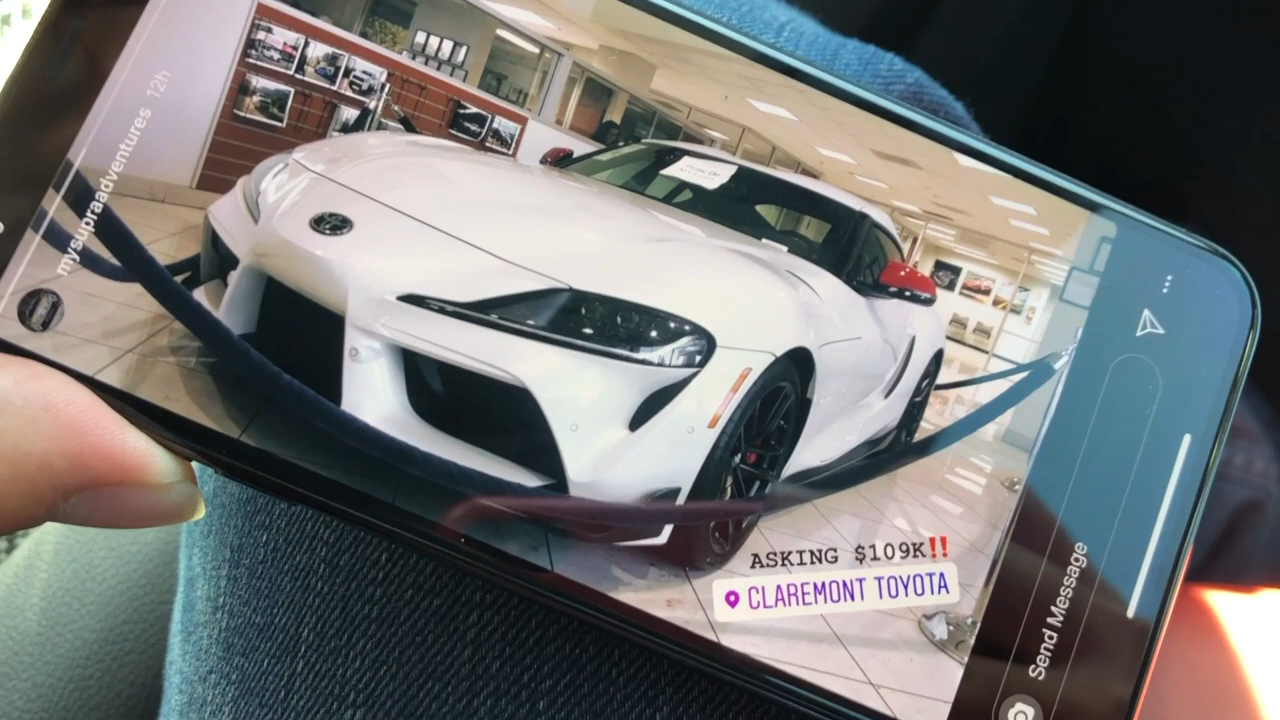 mysupraadventures 12h
ASKING $109K‼
CLAREMONT TOYOTA
Send Message